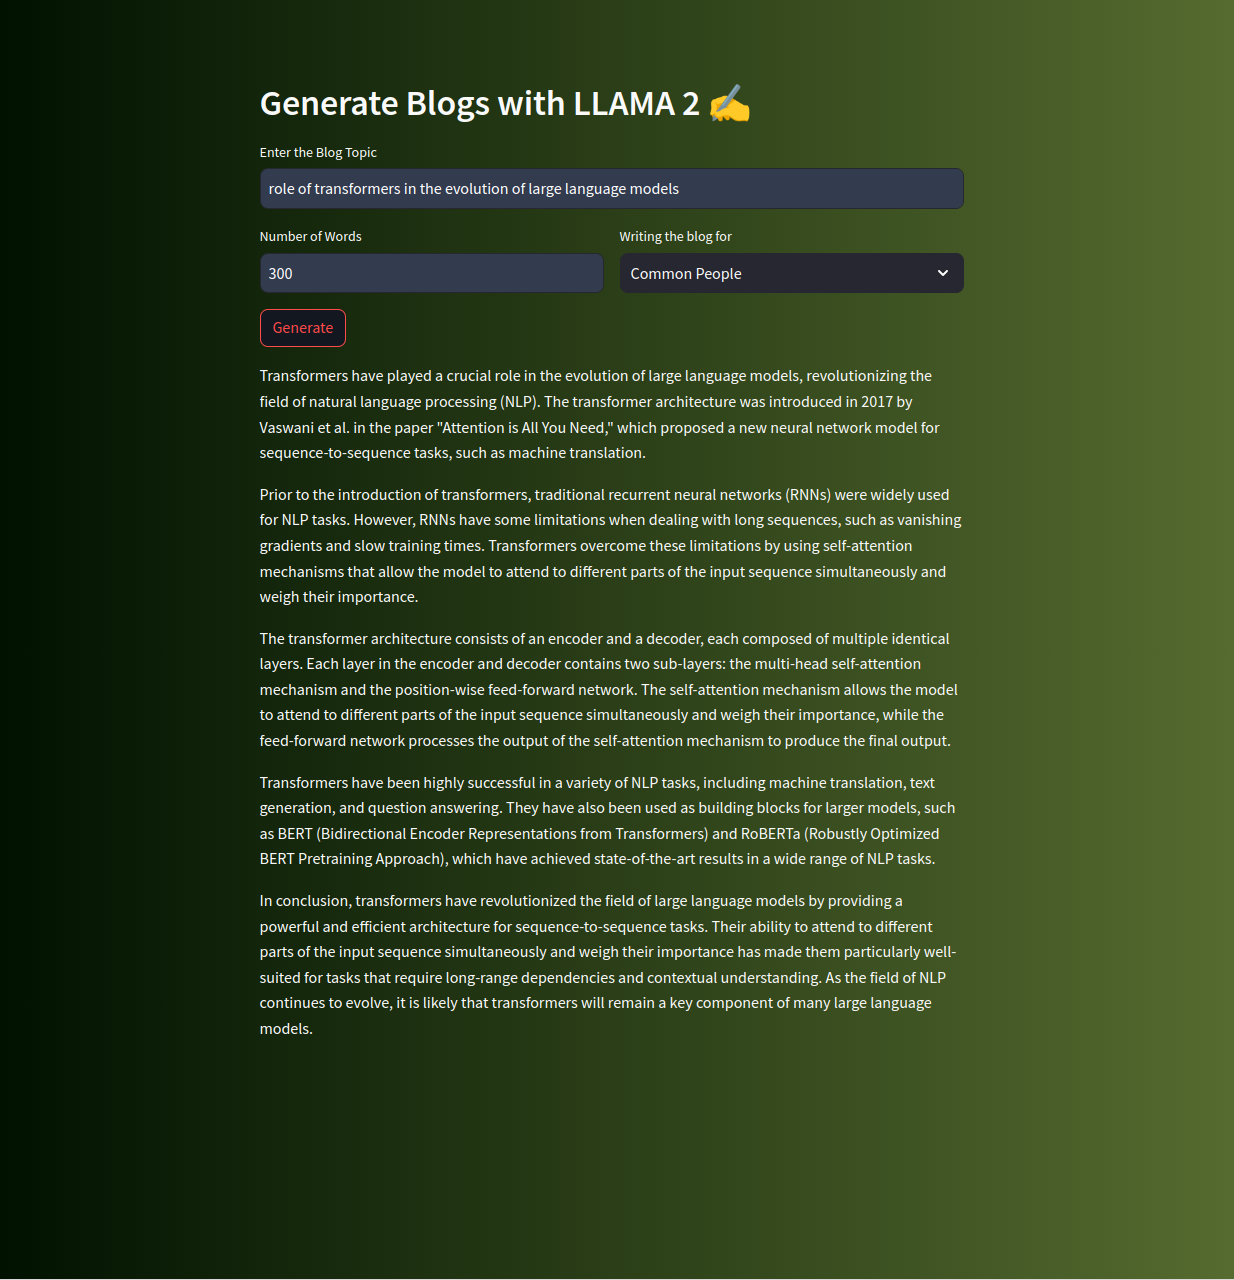 Generate Blogs with LLAMA 2 ✍️
Enter the Blog Topic
role of transformers in the evolution of large language models
Number of Words
Writing the blog for
300
Common People
Generate
Transformers have played a crucial role in the evolution of large language models, revolutionizing the
field of natural language processing (NLP). The transformer architecture was introduced in 2017 by
Vaswani et al. in the paper "Attention is All You Need," which proposed a new neural network model for
sequence-to-sequence tasks, such as machine translation.
Prior to the introduction of transformers, traditional recurrent neural networks (RNNs) were widely used
for NLP tasks. However, RNNs have some limitations when dealing with long sequences, such as vanishing
gradients and slow training times. Transformers overcome these limitations by using self-attention
mechanisms that allow the model to attend to different parts of the input sequence simultaneously and
weigh their importance.
The transformer architecture consists of an encoder and a decoder, each composed of multiple identical
layers. Each layer in the encoder and decoder contains two sub-layers: the multi-head self-attention
mechanism and the position-wise feed-forward network. The self-attention mechanism allows the model
to attend to different parts of the input sequence simultaneously and weigh their importance, while the
feed-forward network processes the output of the self-attention mechanism to produce the final output.
Transformers have been highly successful in a variety of NLP tasks, including machine translation, text
generation, and question answering. They have also been used as building blocks for larger models, such
as BERT (Bidirectional Encoder Representations from Transformers) and RoBERTa (Robustly Optimized
BERT Pretraining Approach), which have achieved state-of-the-art results in a wide range of NLP tasks.
In conclusion, transformers have revolutionized the field of large language models by providing a
powerful and efficient architecture for sequence-to-sequence tasks. Their ability to attend to different
parts of the input sequence simultaneously and weigh their importance has made them particularly well-
suited for tasks that require long-range dependencies and contextual understanding. As the field of NLP
continues to evolve, it is likely that transformers will remain a key component of many large language
models.